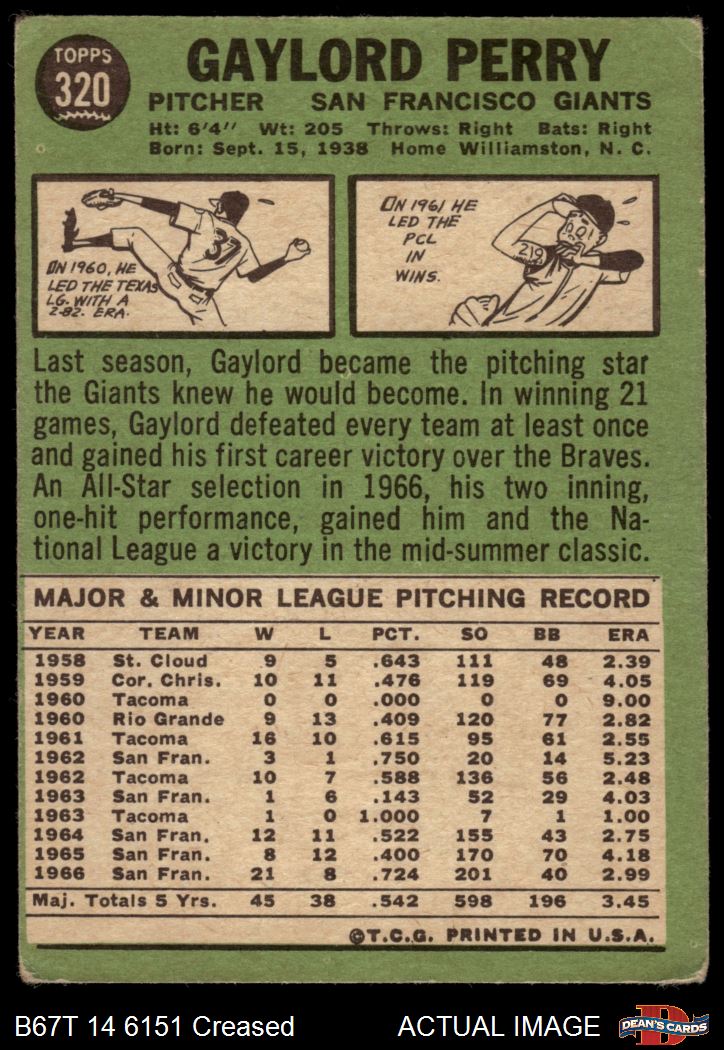 TOPPS
320
GAYLORD PERRY
PITCHER SAN FRANCISCO GIANTS
Ht: 6'4" Wt: 205 Throws: Right Bats: Right
Born: Sept. 15, 1938 Home Williamston, N. C.
37
IN 1960, HE
LED THE TEXAS
LG. WITH A
2-82. ERA.
IN 1961 HE
LED THE
PCL
IN
WINS.
219
Last season, Gaylord became the pitching star
the Giants knew he would become. In winning 21
games, Gaylord defeated every team at least once
and gained his first career victory over the Braves.
An All-Star selection in 1966, his two inning,
one-hit performance, gained him and the Na-
tional League a victory in the mid-summer classic.
MAJOR & MINOR LEAGUE PITCHING RECORD
YEAR TEAM W L PCT. SO BB ERA
1958 St. Cloud 9 5 .643 111 48 2.39
1959 Cor. Chris. 10 11 .476 119 69 4.05
1960 Tacoma 0 0 .000 0 0 9.00
1960 Rio Grande 9 13 .409 120 77 2.82
1961 Tacoma 16 10 .615 95 61 2.55
1962 San Fran. 3 1 .750 20 14 5.23
1962 Tacoma 10 7 .588 136 56 2.48
1963 San Fran. 1 6 .143 52 29 4.03
1963 Tacoma 1 0 1.000 7 1 1.00
1964 San Fran. 12 11 .522 155 43 2.75
1965 San Fran. 8 12 .400 170 70 4.18
1966 San Fran. 21 8 .724 201 40 2.99
Maj. Totals 5 Yrs. 45 38 .542 598 196 3.45
©T.C.G. PRINTED IN U.S.A.
B67T 14 6151 Creased ACTUAL IMAGE
D
DEAN'S CARDS